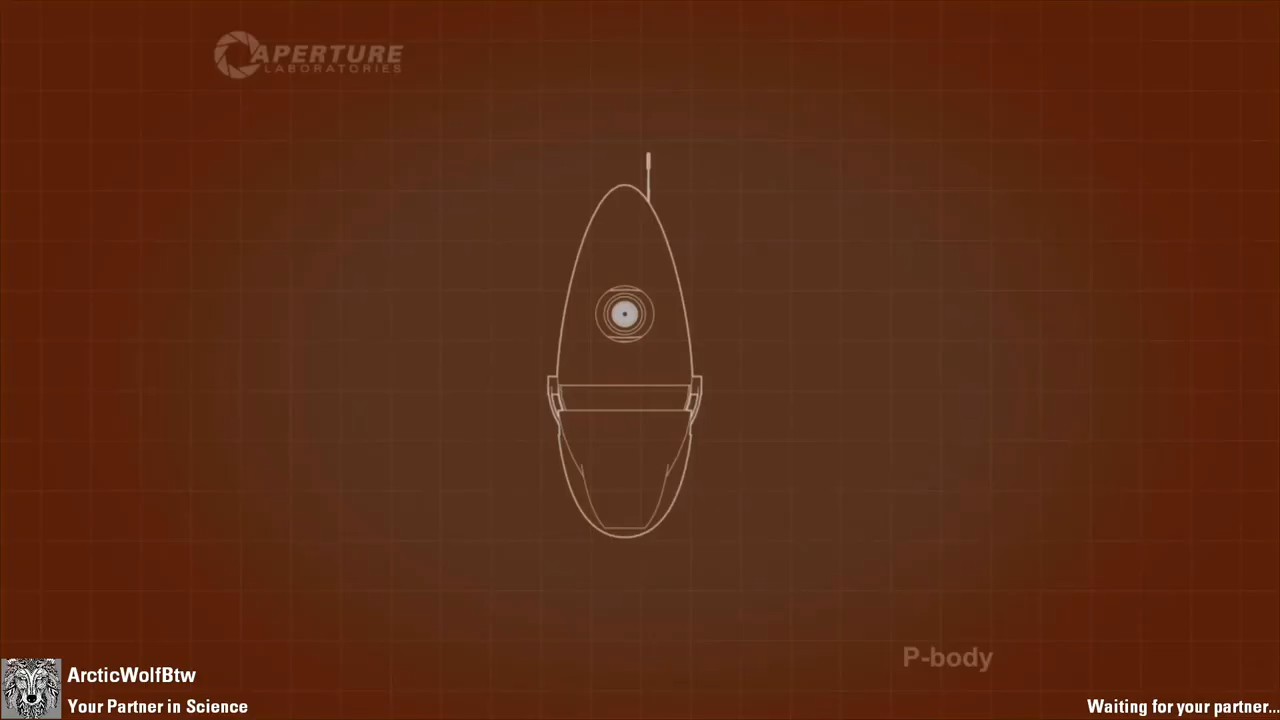 APERTURE
LABORATORIES
P-body
ArcticWolfBtw
Your Partner in Science
Waiting for your partner...